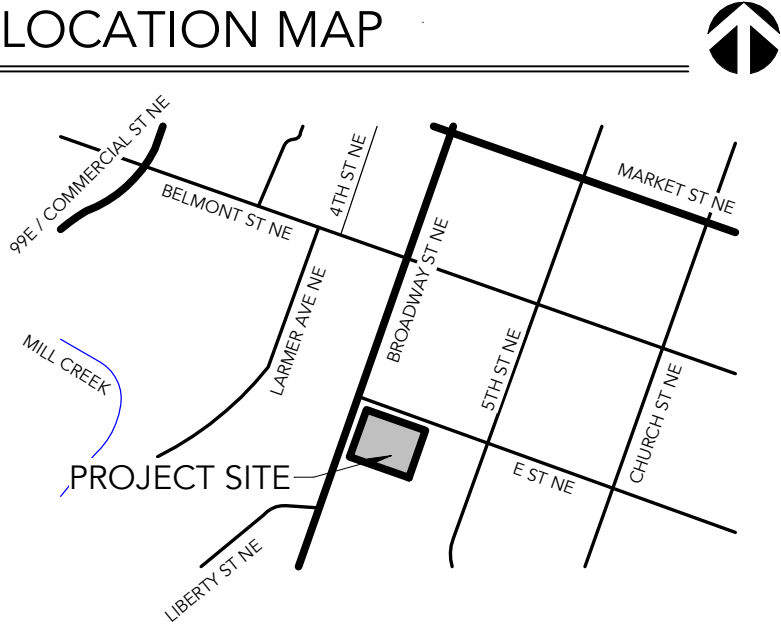 LOCATION MAP
99E / COMMERCIAL ST NE
BELMONT ST NE
4TH ST NE
MARKET ST NE
BROADWAY ST NE
LARMER AVE NE
MILL CREEK
5TH ST NE
CHURCH ST NE
PROJECT SITE
E ST NE
LIBERTY ST NE